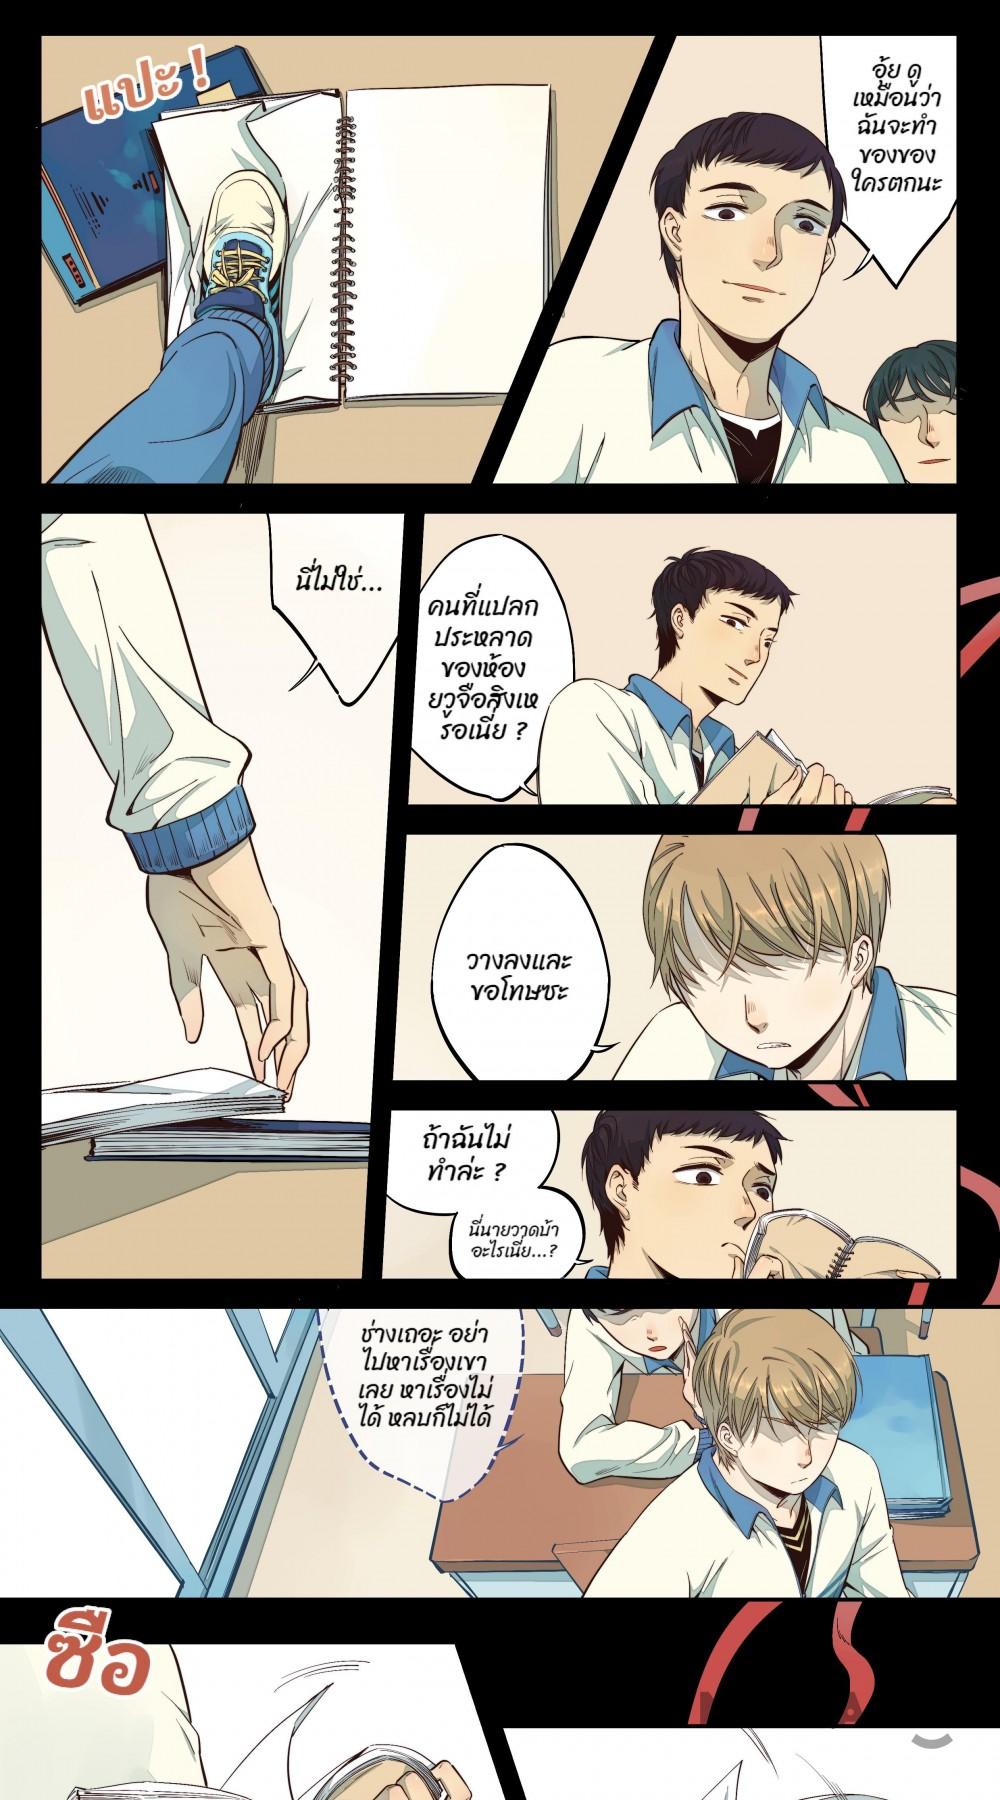 แปะ !
อุ้ย ดู
เหมือนว่า
ฉันจะทำ
ของของ
ใครตกนะ
นี่ไม่ใช่...
คนที่แปลก
ประหลาด
ของห้อง
ยวูจือสิงเห
รอเนี่ย ?
วางลงและ
ขอโทษซะ
ถ้าฉันไม่
ทำล่ะ ?
นี่นายวาดบ้า
อะไรเนี่ย...?
ช่างเถอะ อย่า
ไปหาเรื่องเขา
เลย หาเรื่องไม่
ได้ หลบก็ไม่ได้
ซือ